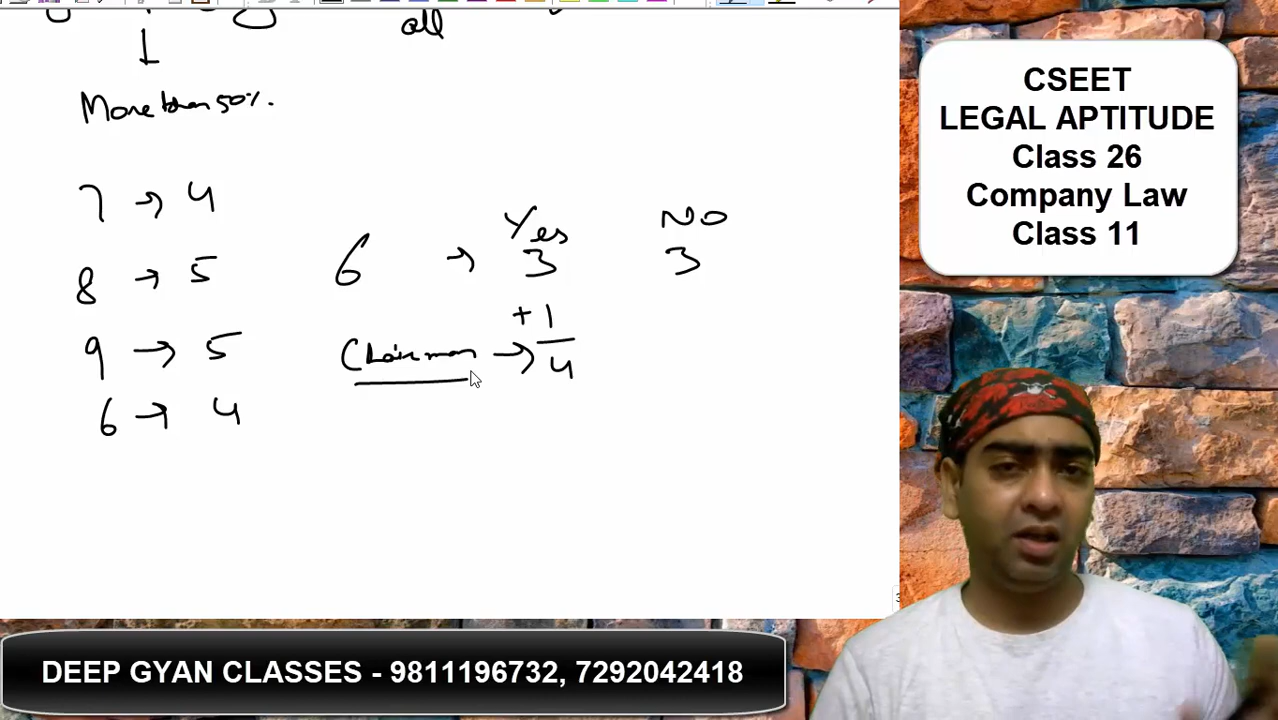 all
More than 50%.
7 → 4
8 → 5
9 → 5
6 → 4
Yes No
6 → 3 3
+1
Chairman → 4
CSEET
LEGAL APTITUDE
Class 26
Company Law
Class 11
DEEP GYAN CLASSES - 9811196732, 7292042418